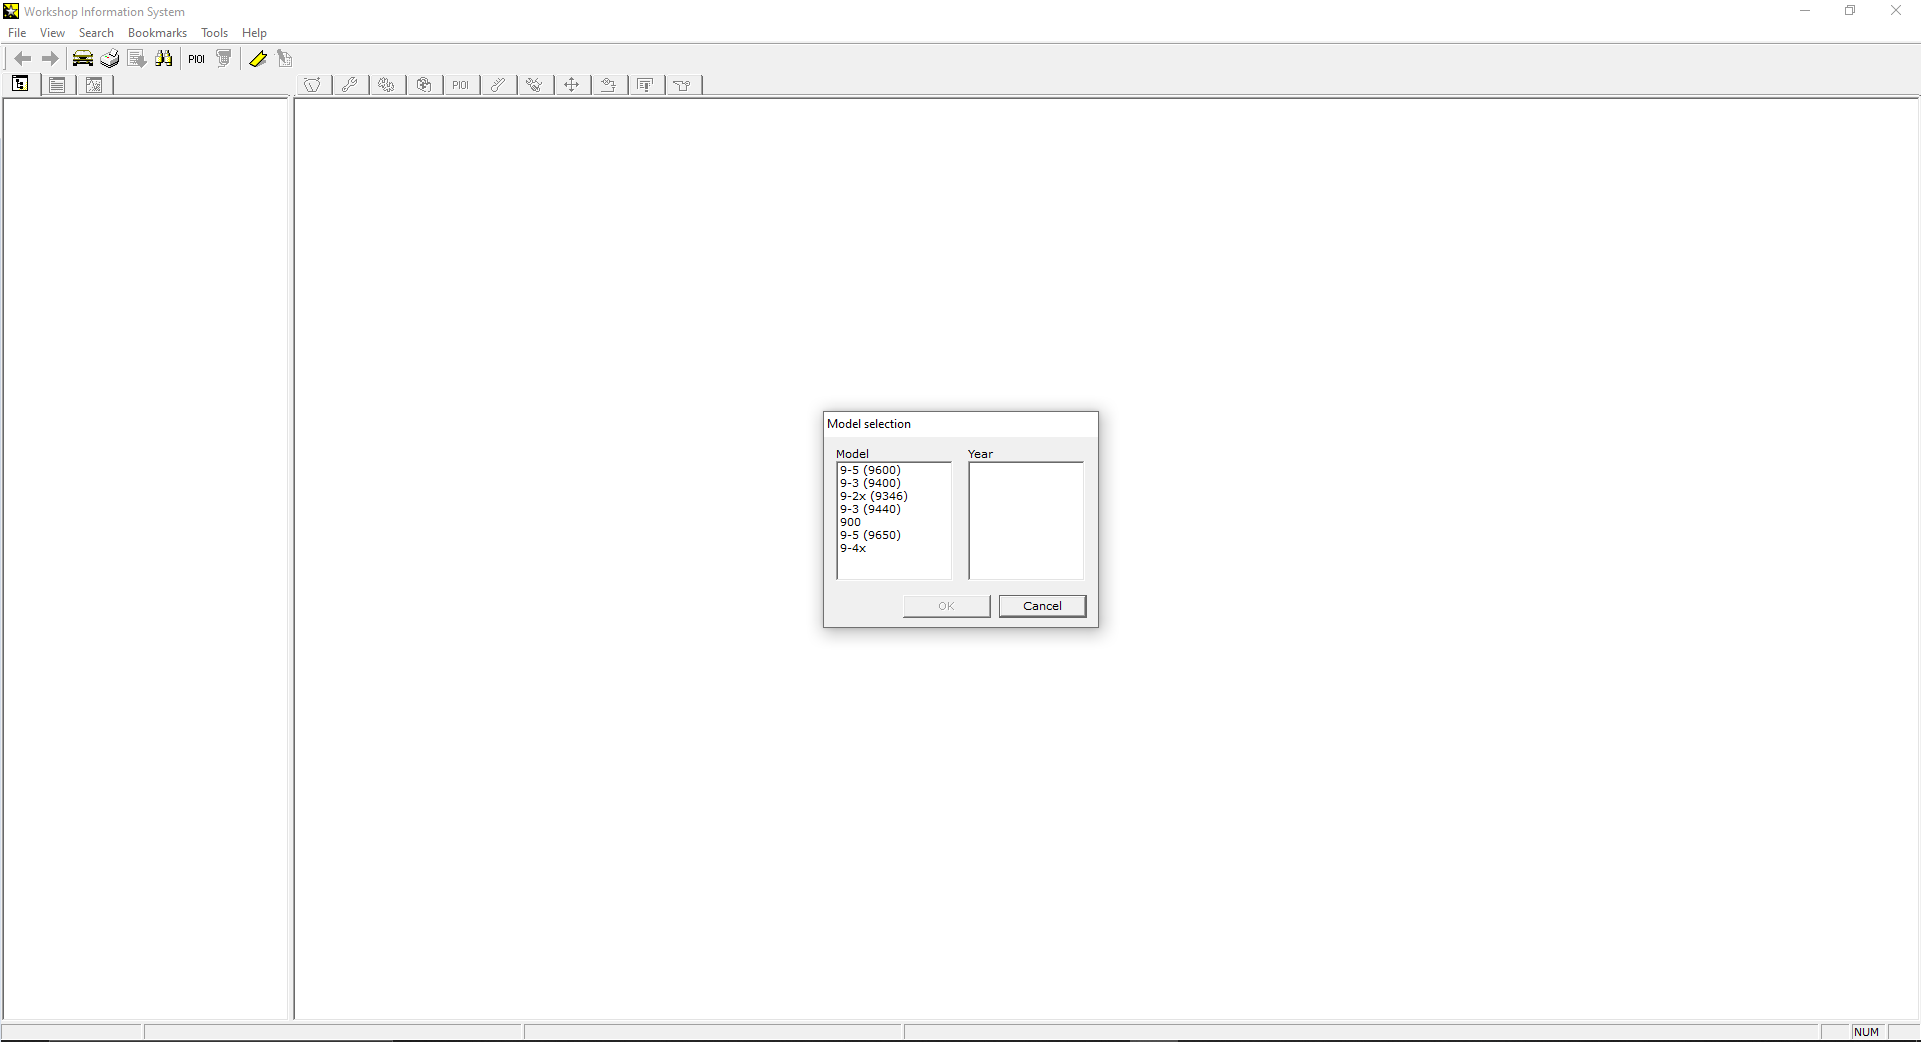 Workshop Information System
File View Search Bookmarks Tools Help
PIOI
PIOI
Model selection
Model Year
9-5 (9600)
9-3 (9400)
9-2x (9346)
9-3 (9440)
900
9-5 (9650)
9-4x
OK Cancel
NUM